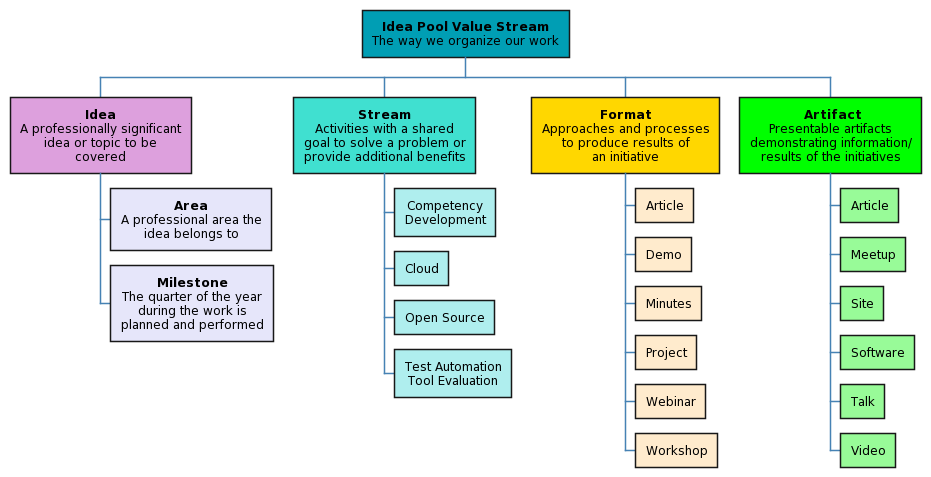 Idea Pool Value Stream
The way we organize our work
Idea
A professionally significant
idea or topic to be
covered
Area
A professional area the
idea belongs to
Milestone
The quarter of the year
during the work is
planned and performed
Stream
Activities with a shared
goal to solve a problem or
provide additional benefits
Competency
Development
Cloud
Open Source
Test Automation
Tool Evaluation
Format
Approaches and processes
to produce results of
an initiative
Article
Demo
Minutes
Project
Webinar
Workshop
Artifact
Presentable artifacts
demonstrating information/
results of the initiatives
Article
Meetup
Site
Software
Talk
Video